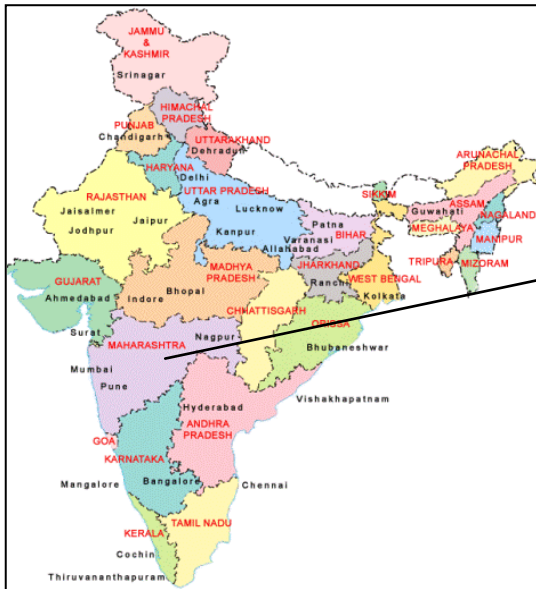 JAMMU
&
KASHMIR
Srinagar
HIMACHAL
PRADESH
PUNJAB
Chandigarh
UTTARAKHAND
Dehradun
HARYANA
Delhi
ARUNACHAL
PRADESH
RAJASTHAN
UTTAR PRADESH
SIKKIM
ASSAM
Agra
Jaisalmer
Jaipur
Lucknow
Guwahati
NAGALAND
Jodhpur
Kanpur
Patna
BIHAR
MEGHALAYA
MANIPUR
Varanasi
Allahabad
GUJARAT
MADHYA
PRADESH
JHARKHAND
WEST BENGAL
TRIPURA
MIZORAM
Ranchi
Ahmedabad
Indore
Bhopal
Kolkata
CHHATTISGARH
ORISSA
Surat
MAHARASHTRA
Nagpur
Bhubaneshwar
Mumbai
Pune
Vishakhapatnam
Hyderabad
ANDHRA
PRADESH
GOA
KARNATAKA
Mangalore
Bangalore
Chennai
TAMIL NADU
KERALA
Cochin
Thiruvananthapuram